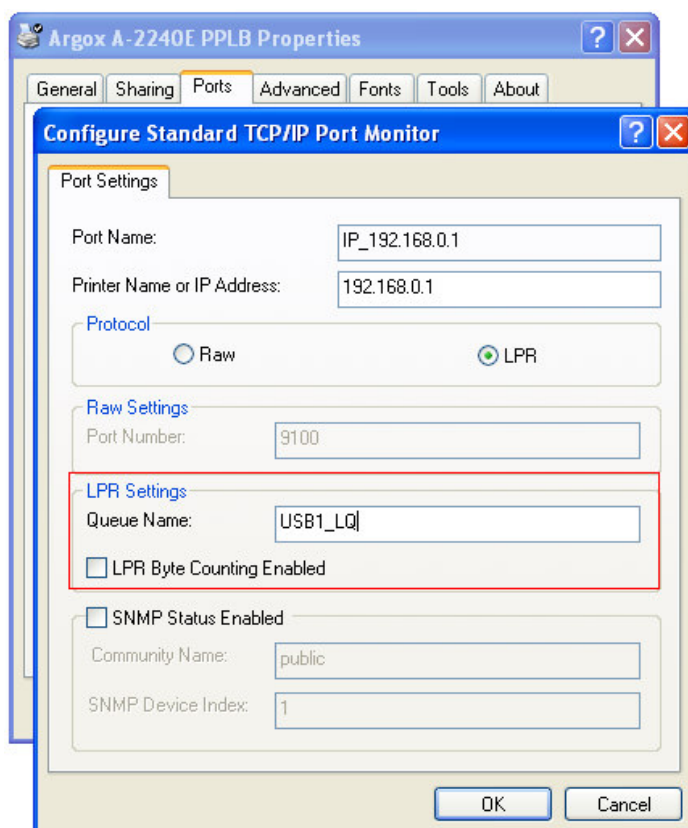 Argox A-2240E PPLB Properties
General Sharing Ports Advanced Fonts Tools About
Configure Standard TCP/IP Port Monitor
Port Settings
Port Name: IP_192.168.0.1
Printer Name or IP Address: 192.168.0.1
Protocol
Raw LPR
Raw Settings
Port Number: 9100
LPR Settings
Queue Name: USB1_LQ
LPR Byte Counting Enabled
SNMP Status Enabled
Community Name: public
SNMP Device Index: 1
OK Cancel